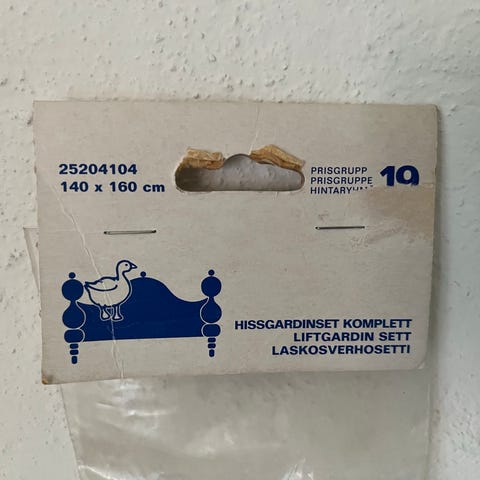 25204104
140 x 160 cm
PRISGRUPP
PRISGRUPPE
19
HISSGARDINSET KOMPLETT
LIFTGARDIN SETT
LASKOSVERHOSETTI